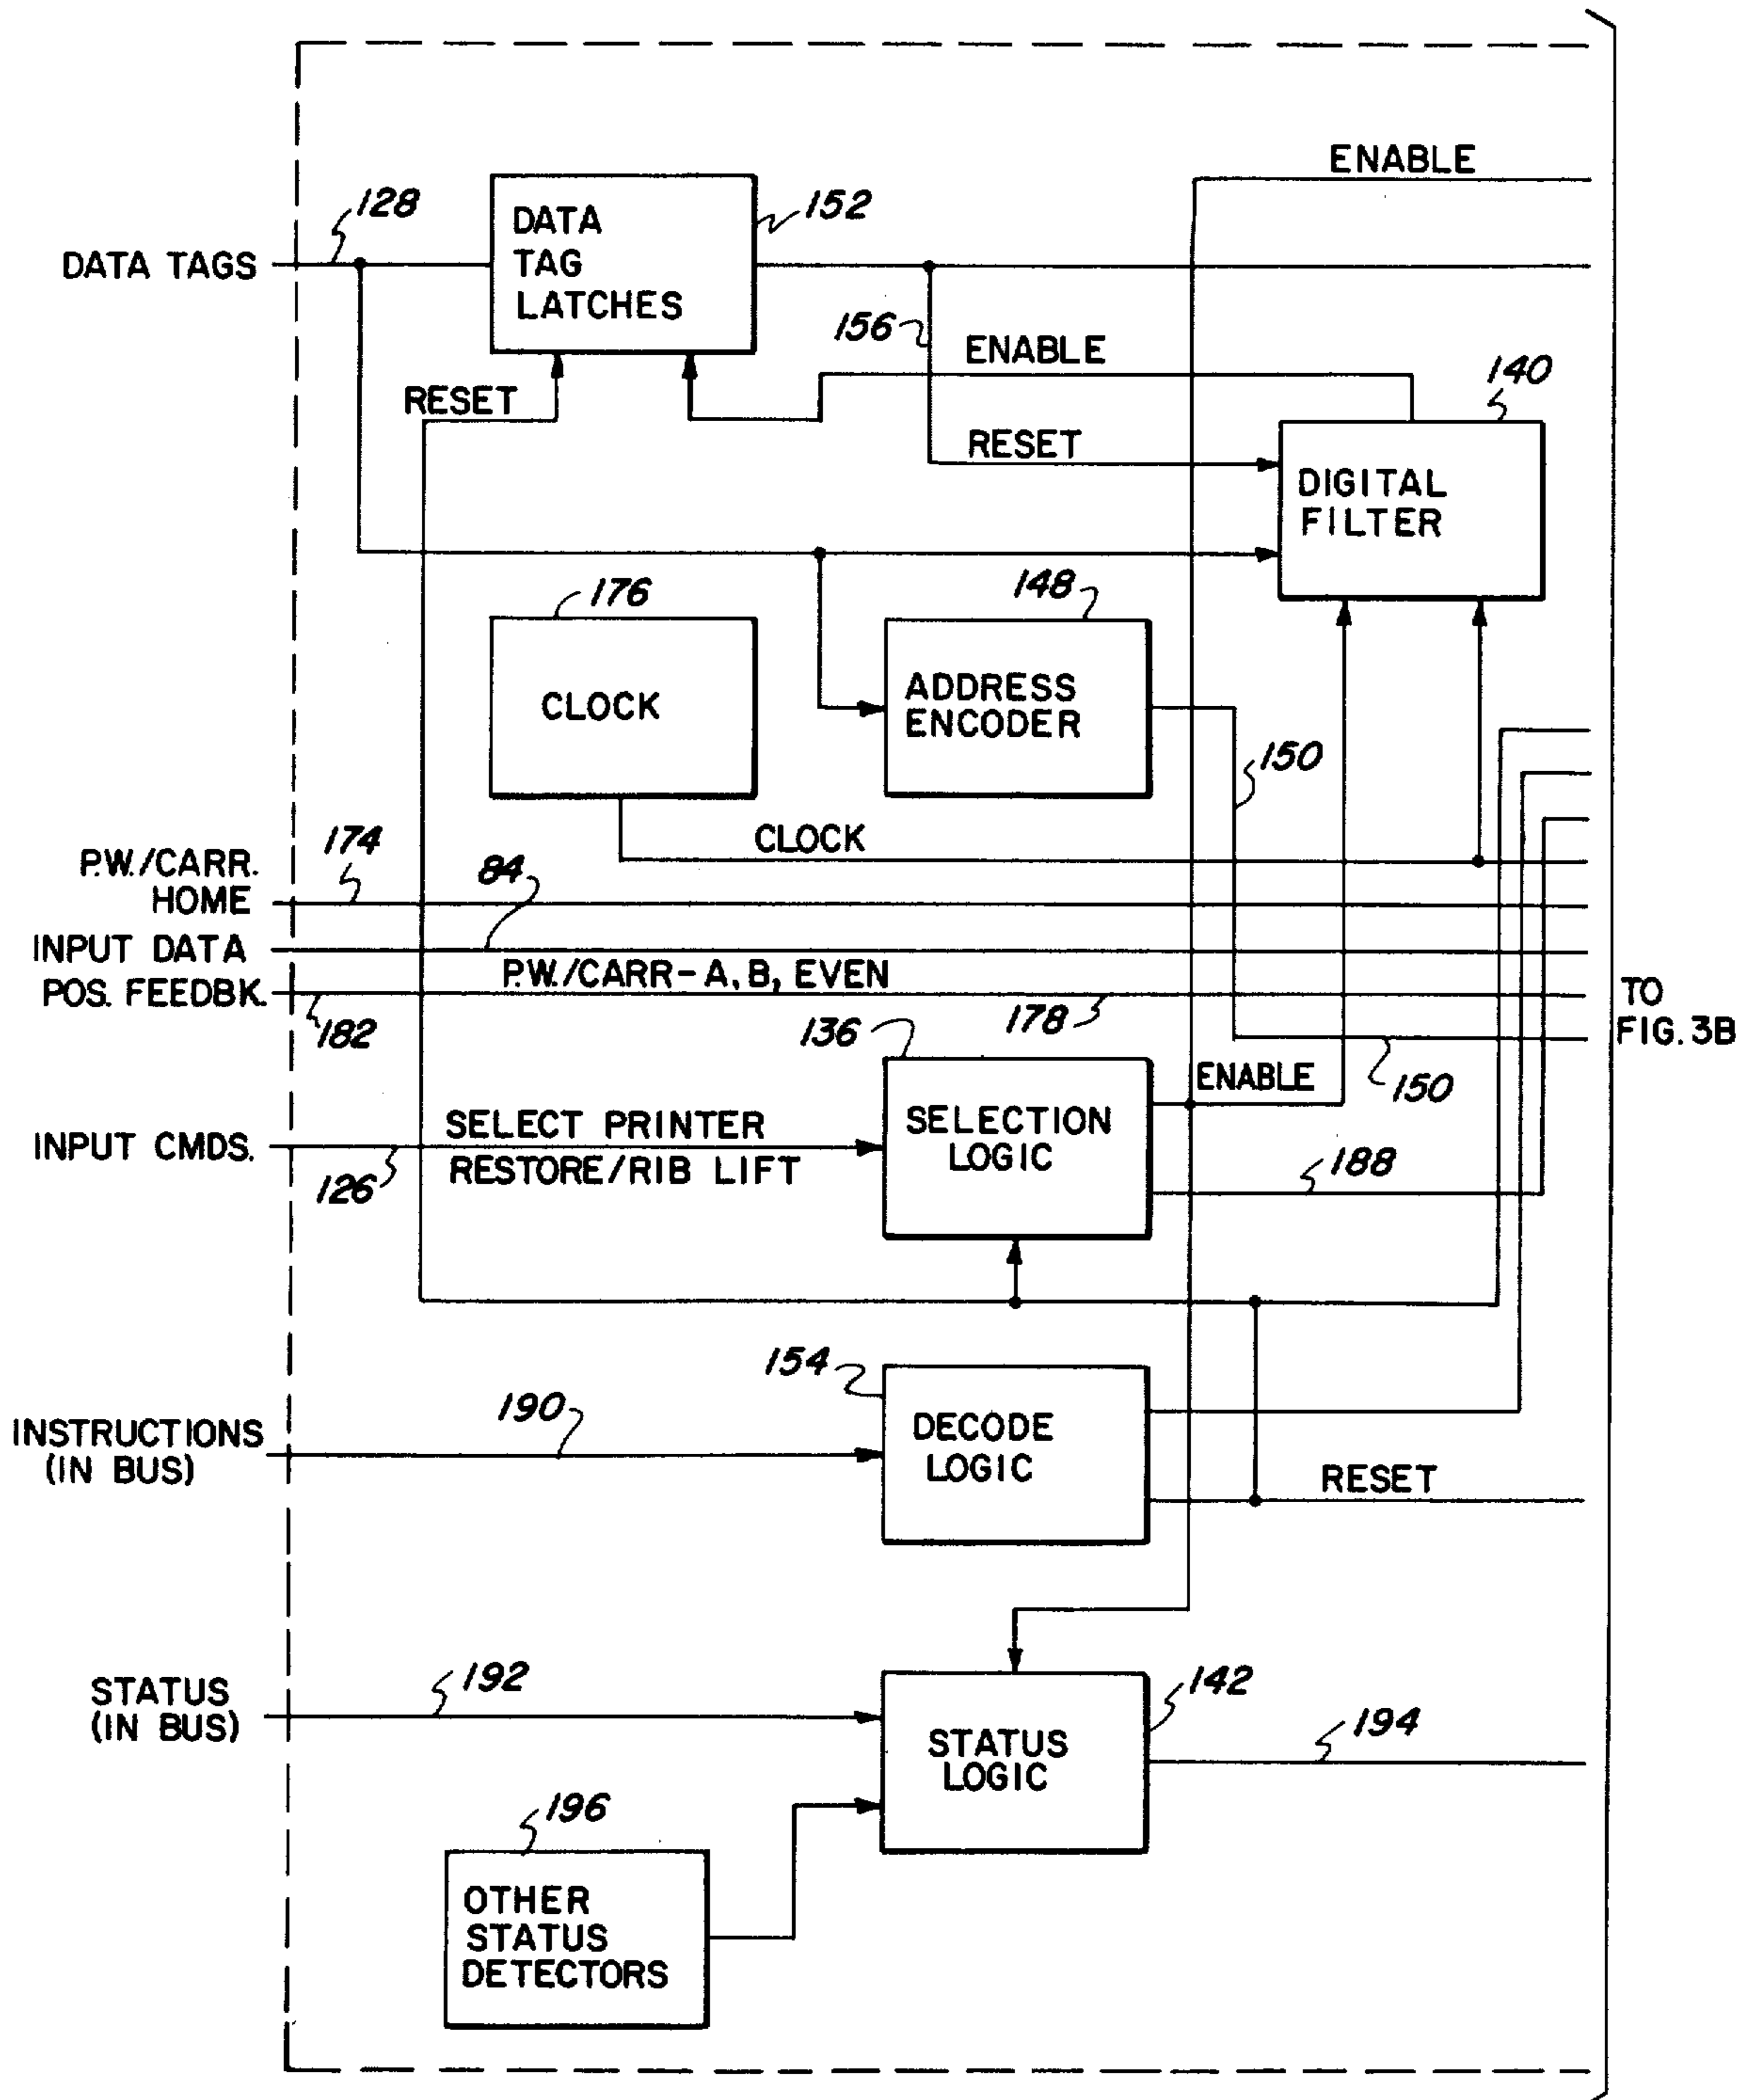 ENABLE
128
152
DATA TAGS
DATA
TAG
LATCHES
156
ENABLE
140
RESET
RESET
DIGITAL
FILTER
176
148
CLOCK
ADDRESS
ENCODER
150
CLOCK
P.W./CARR.
HOME
174
84
INPUT DATA
P.W./CARR-A, B, EVEN
POS. FEEDBK.
182
178
TO
FIG. 3B
136
150
ENABLE
INPUT CMDS.
SELECT PRINTER
RESTORE/RIB LIFT
126
SELECTION
LOGIC
188
154
190
INSTRUCTIONS
(IN BUS)
DECODE
LOGIC
RESET
STATUS
(IN BUS)
192
142
194
STATUS
LOGIC
196
OTHER
STATUS
DETECTORS